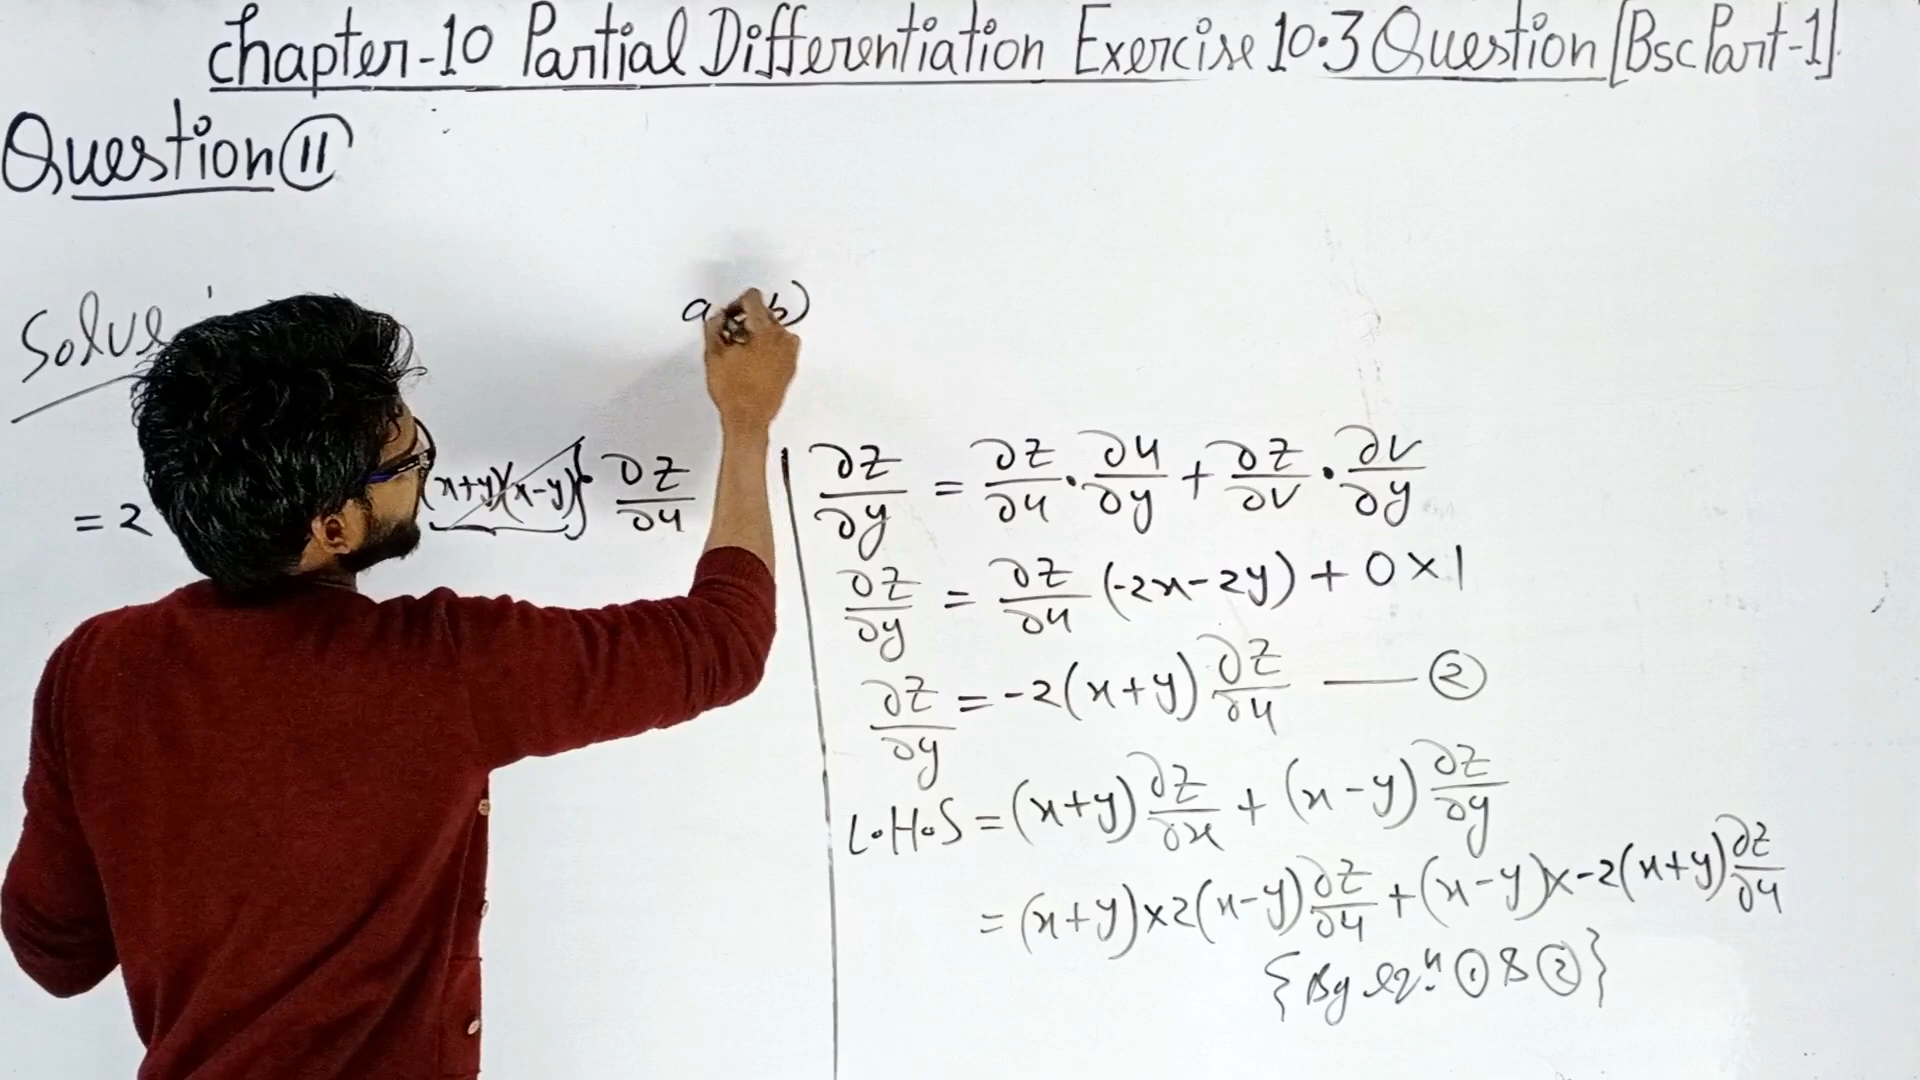 Chapter-10 Partial Differentiation Exercise 10.3 Question [Bsc Part-1]
Question ⑪
Solve
= 2 (x+y)(x-y)} ∂z/∂u
a b)
∂z/∂y = ∂z/∂u · ∂u/∂y + ∂z/∂v · ∂v/∂y
∂z/∂y = ∂z/∂u (-2x-2y) + 0×1
∂z/∂y = -2(x+y) ∂z/∂u —— ②
L.H.S = (x+y) ∂z/∂x + (x-y) ∂z/∂y
= (x+y)×2(x-y) ∂z/∂u + (x-y)×-2(x+y) ∂z/∂u
{By eqⁿ. ① & ②}